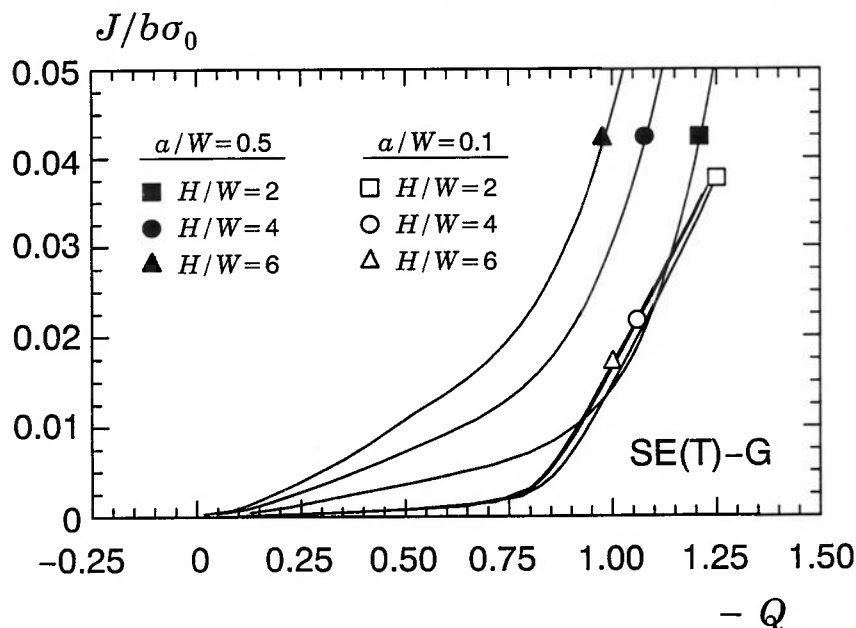 J/bσ₀
0.05
0.04
0.03
0.02
0.01
0
a/W=0.5
H/W=2
H/W=4
H/W=6
a/W=0.1
H/W=2
H/W=4
H/W=6
SE(T)−G
−0.25 0 0.25 0.50 0.75 1.00 1.25 1.50
− Q